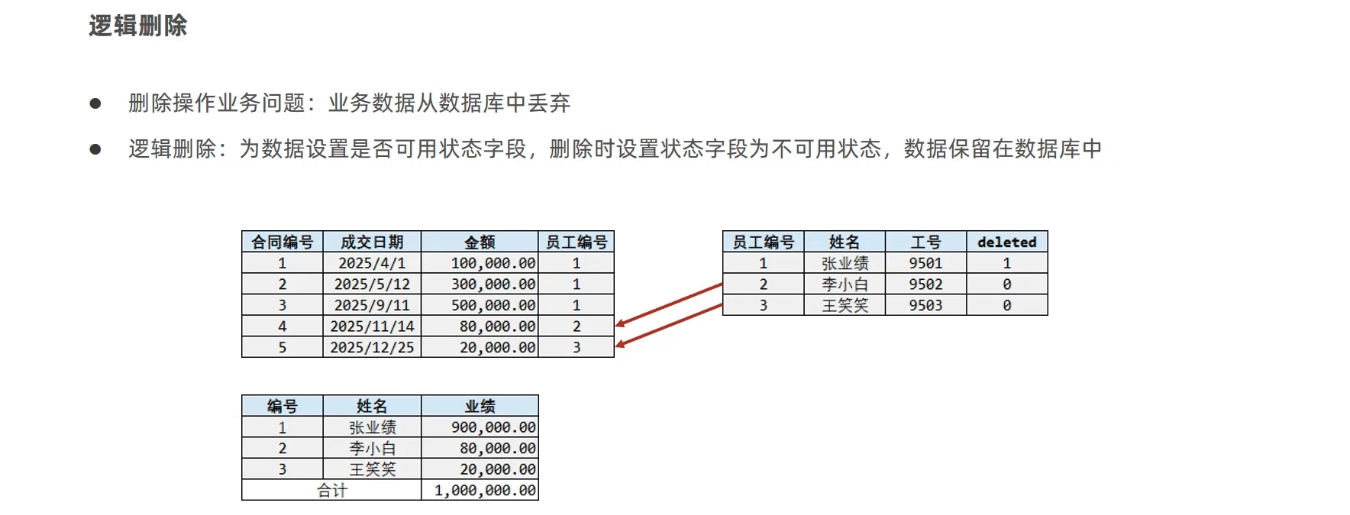 逻辑删除
● 删除操作业务问题：业务数据从数据库中丢弃
● 逻辑删除：为数据设置是否可用状态字段，删除时设置状态字段为不可用状态，数据保留在数据库中
合同编号 成交日期 金额 员工编号
1 2025/4/1 100,000.00 1
2 2025/5/12 300,000.00 1
3 2025/9/11 500,000.00 1
4 2025/11/14 80,000.00 2
5 2025/12/25 20,000.00 3
员工编号 姓名 工号 deleted
1 张业绩 9501 1
2 李小白 9502 0
3 王笑笑 9503 0
编号 姓名 业绩
1 张业绩 900,000.00
2 李小白 80,000.00
3 王笑笑 20,000.00
合计 1,000,000.00